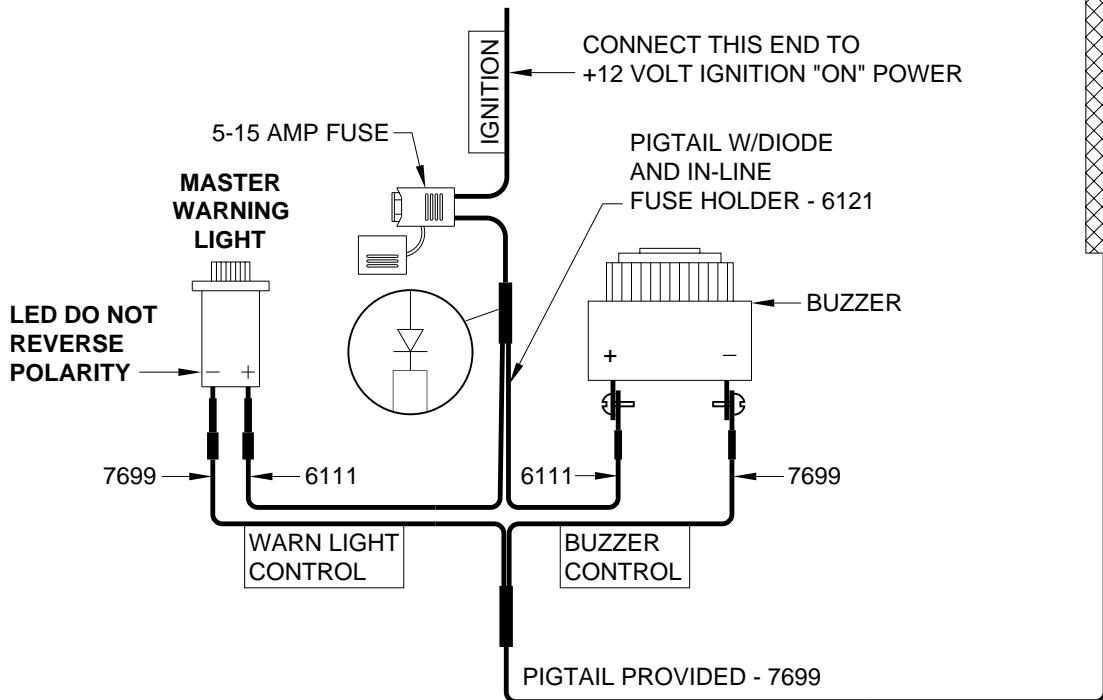 IGNITION
CONNECT THIS END TO
+12 VOLT IGNITION "ON" POWER
5-15 AMP FUSE
PIGTAIL W/DIODE
AND IN-LINE
FUSE HOLDER - 6121
MASTER
WARNING
LIGHT
BUZZER
LED DO NOT
REVERSE
POLARITY
- +
+ -
7699
6111
6111
7699
WARN LIGHT
CONTROL
BUZZER
CONTROL
PIGTAIL PROVIDED - 7699